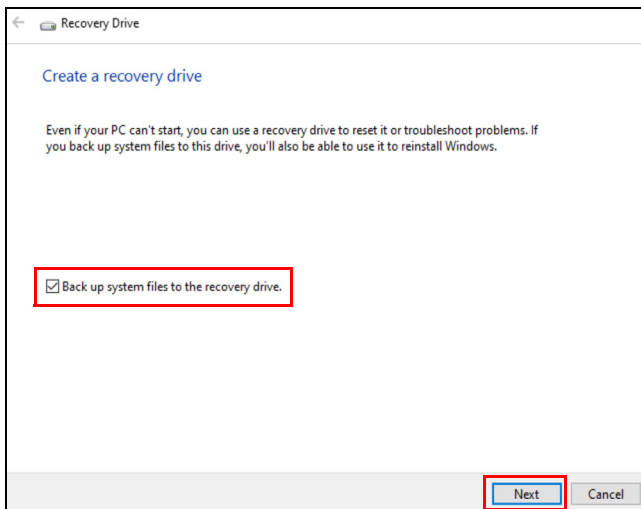 Recovery Drive
Create a recovery drive
Even if your PC can't start, you can use a recovery drive to reset it or troubleshoot problems. If
you back up system files to this drive, you'll also be able to use it to reinstall Windows.
Back up system files to the recovery drive.
Next Cancel